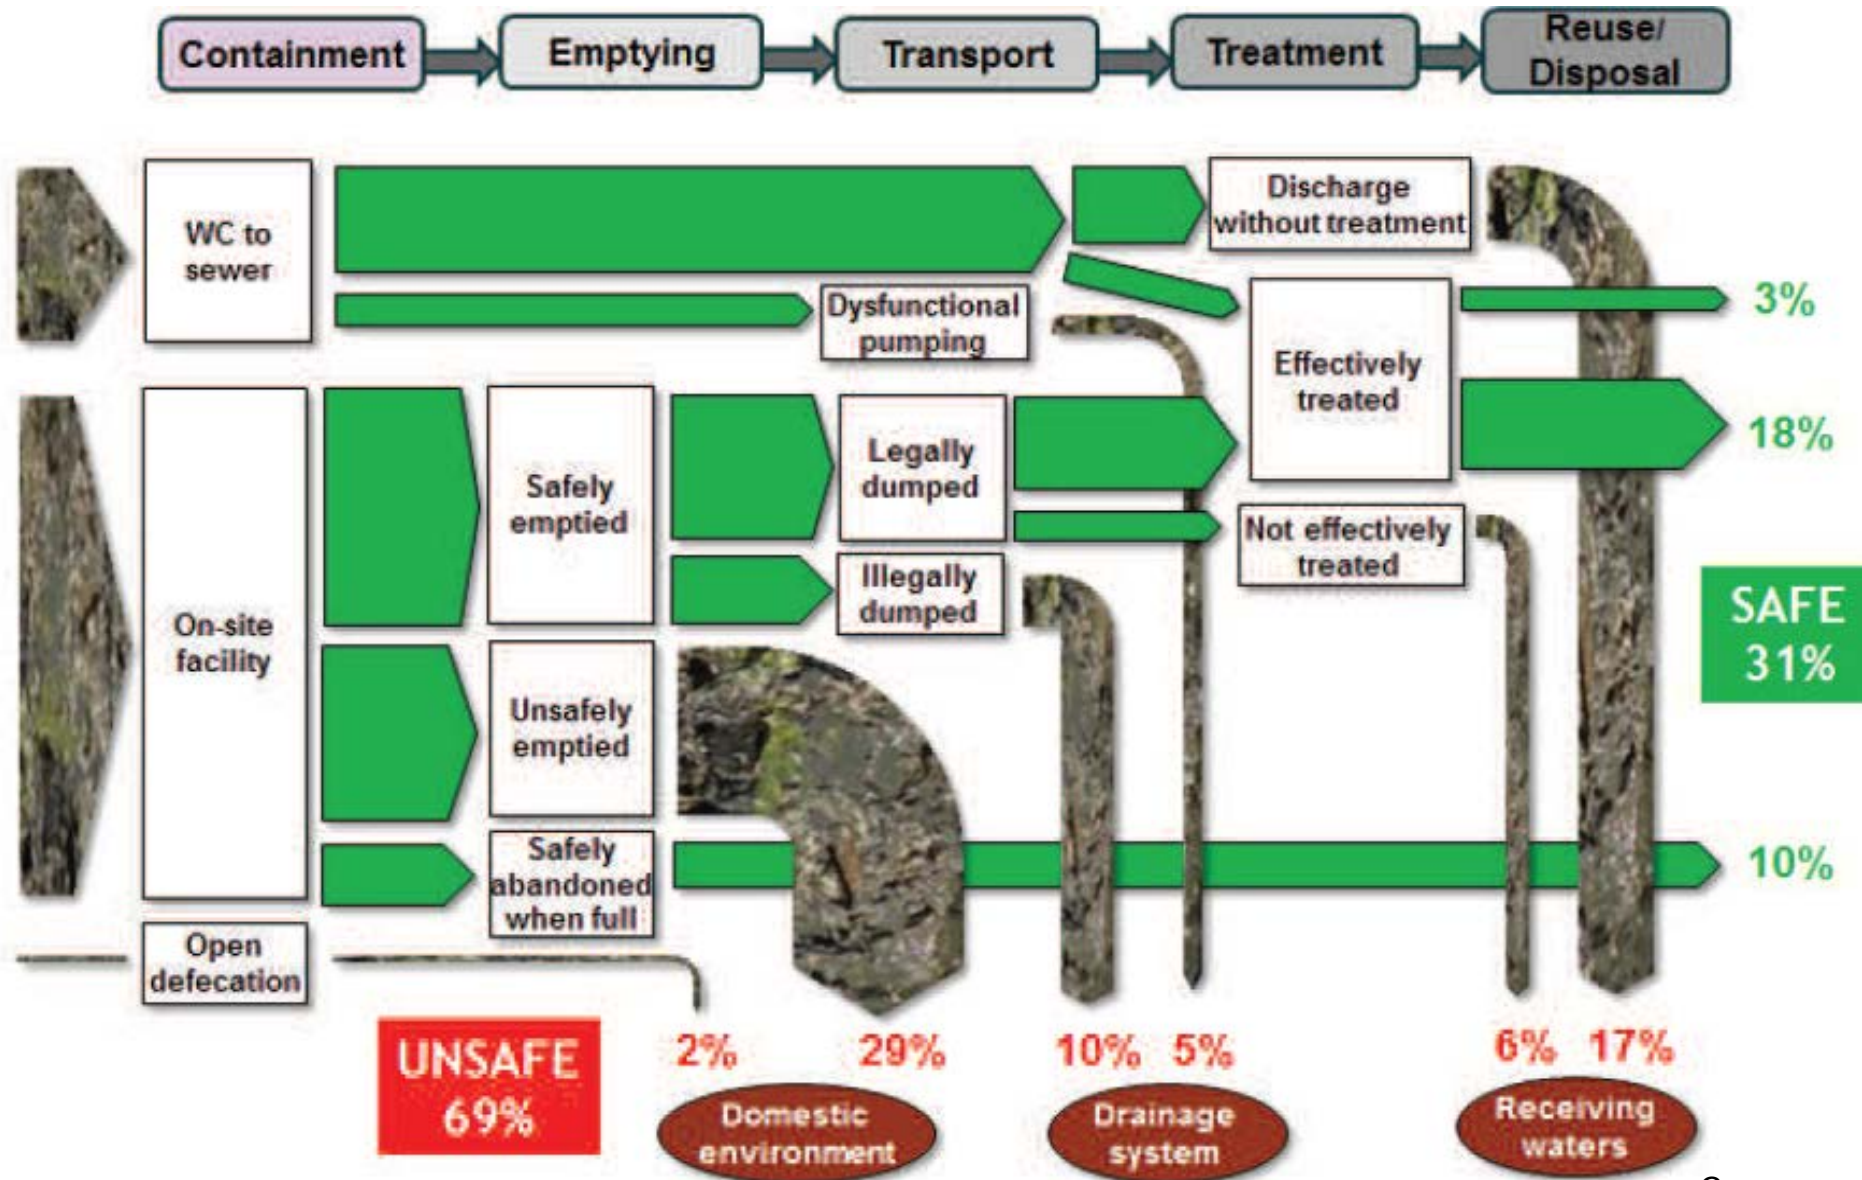 Containment
Emptying
Transport
Treatment
Reuse/
Disposal
WC to
sewer
Discharge
without treatment
Dysfunctional
pumping
Effectively
treated
3%
18%
On-site
facility
Safely
emptied
Legally
dumped
Not effectively
treated
Illegally
dumped
SAFE
31%
Unsafely
emptied
Safely
abandoned
when full
10%
Open
defecation
UNSAFE
69%
2%
29%
10%
5%
6%
17%
Domestic
environment
Drainage
system
Receiving
waters